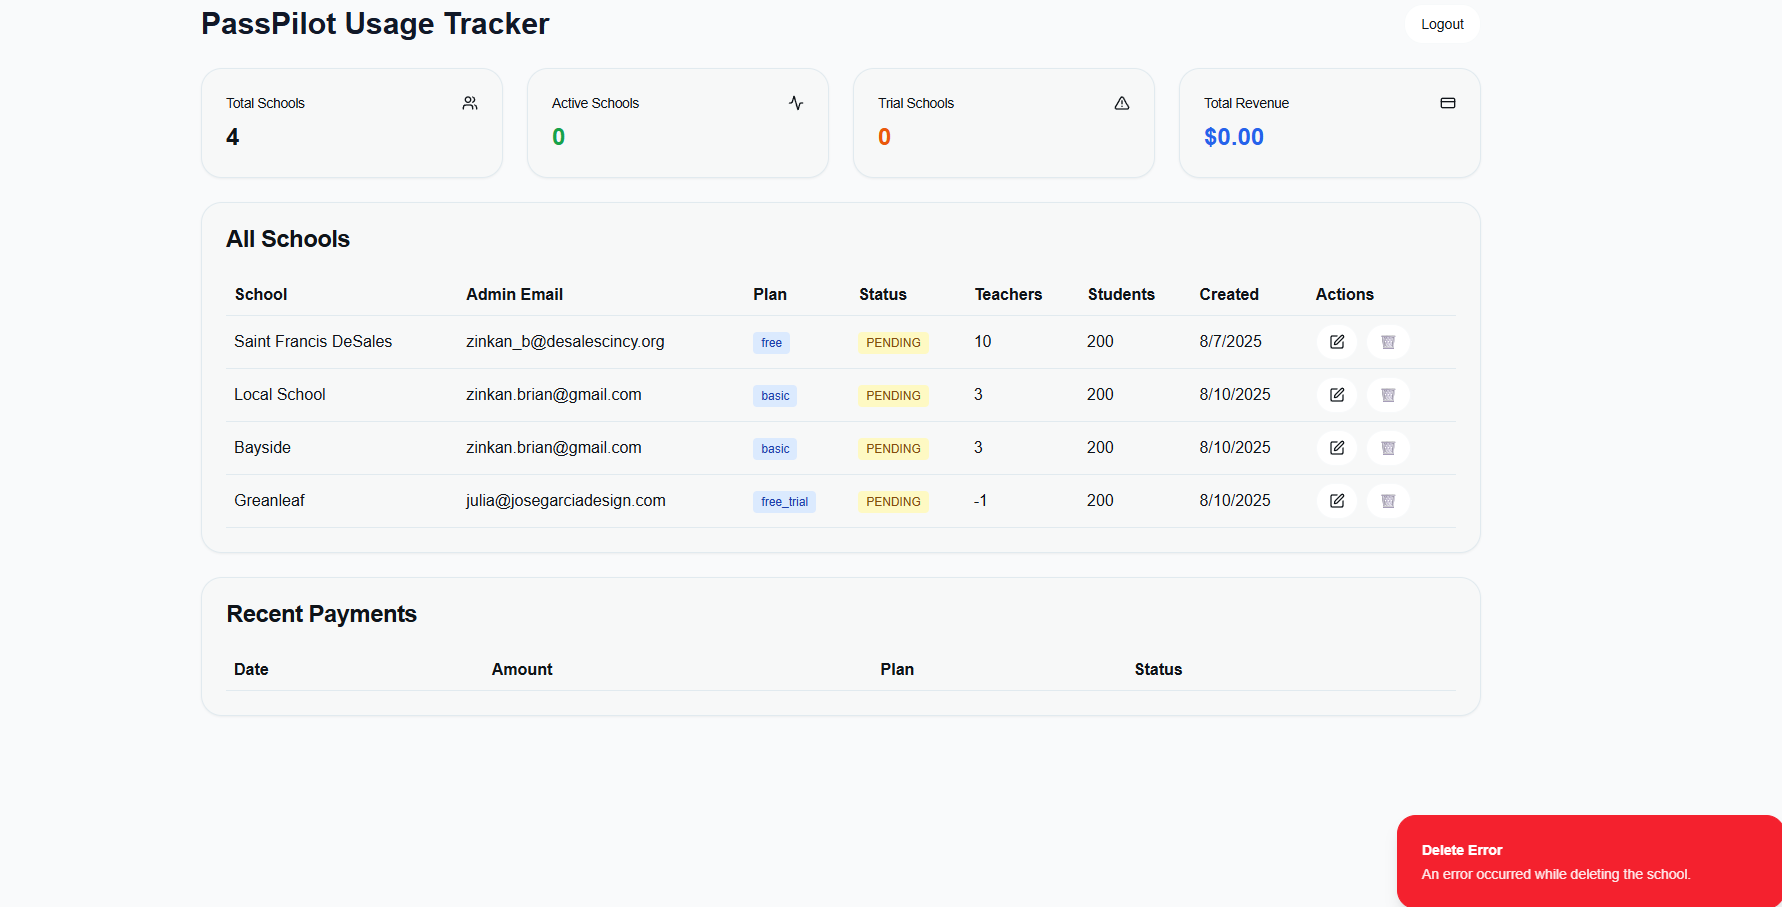 PassPilot Usage Tracker
Logout
Total Schools
4
Active Schools
0
Trial Schools
0
Total Revenue
$0.00
All Schools
School Admin Email Plan Status Teachers Students Created Actions
Saint Francis DeSales zinkan_b@desalescincy.org free PENDING 10 200 8/7/2025
Local School zinkan.brian@gmail.com basic PENDING 3 200 8/10/2025
Bayside zinkan.brian@gmail.com basic PENDING 3 200 8/10/2025
Greanleaf julia@josegarciadesign.com free_trial PENDING -1 200 8/10/2025
Recent Payments
Date Amount Plan Status
Delete Error
An error occurred while deleting the school.